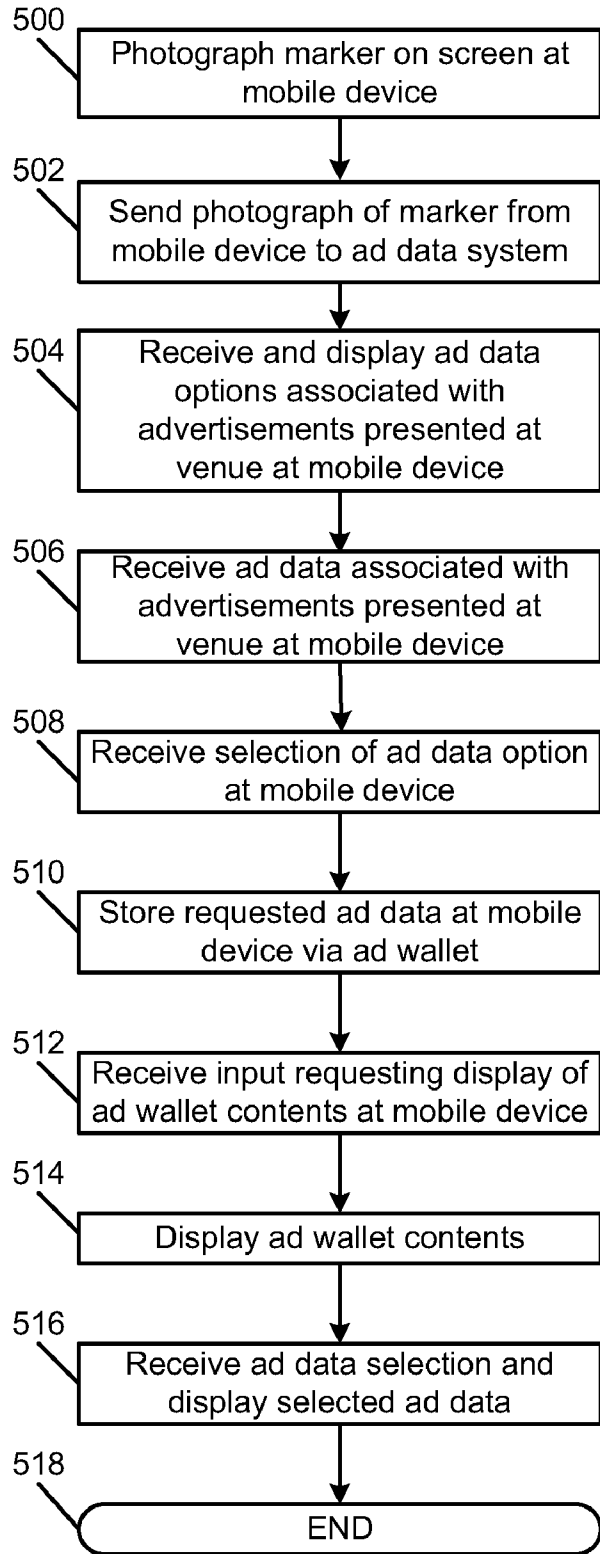 500
Photograph marker on screen at
mobile device
502
Send photograph of marker from
mobile device to ad data system
504
Receive and display ad data
options associated with
advertisements presented at
venue at mobile device
506
Receive ad data associated with
advertisements presented at
venue at mobile device
508
Receive selection of ad data option
at mobile device
510
Store requested ad data at mobile
device via ad wallet
512
Receive input requesting display of
ad wallet contents at mobile device
514
Display ad wallet contents
516
Receive ad data selection and
display selected ad data
518
END